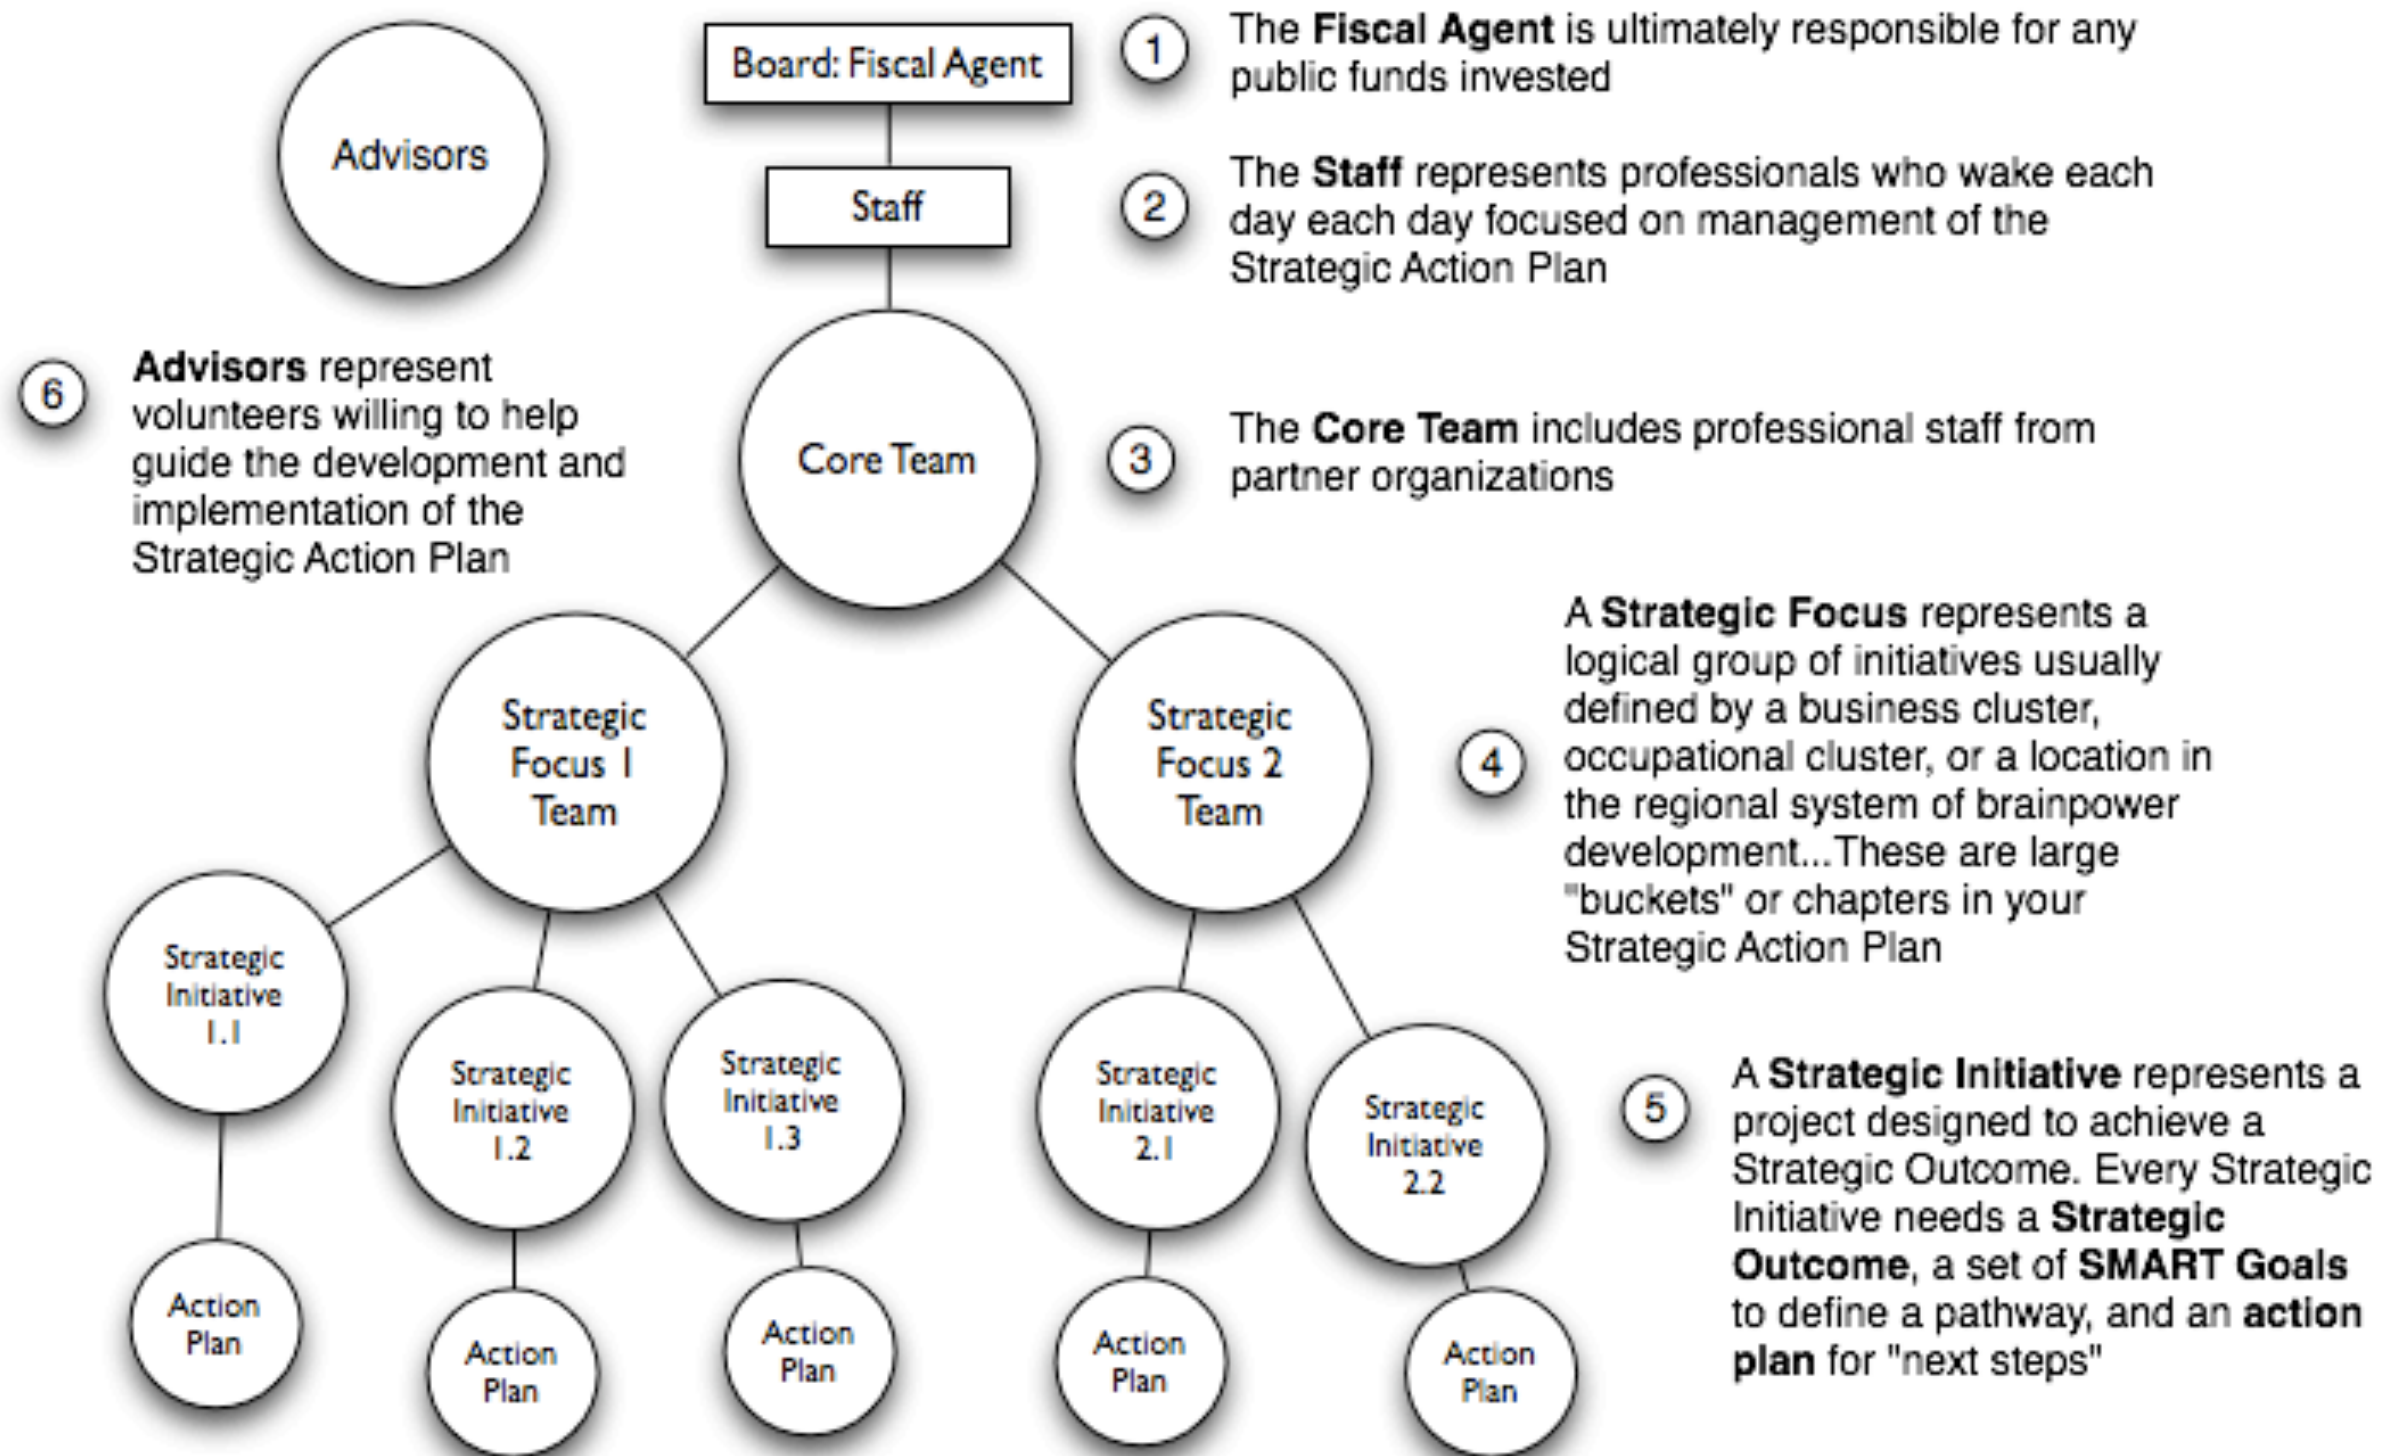 Board: Fiscal Agent
1
The Fiscal Agent is ultimately responsible for any
public funds invested
Advisors
Staff
2
The Staff represents professionals who wake each
day each day focused on management of the
Strategic Action Plan
6
Advisors represent
volunteers willing to help
guide the development and
implementation of the
Strategic Action Plan
Core Team
3
The Core Team includes professional staff from
partner organizations
Strategic
Focus 1
Team
Strategic
Focus 2
Team
4
A Strategic Focus represents a
logical group of initiatives usually
defined by a business cluster,
occupational cluster, or a location in
the regional system of brainpower
development...These are large
"buckets" or chapters in your
Strategic Action Plan
Strategic
Initiative
1.1
Strategic
Initiative
1.2
Strategic
Initiative
1.3
Strategic
Initiative
2.1
Strategic
Initiative
2.2
5
A Strategic Initiative represents a
project designed to achieve a
Strategic Outcome. Every Strategic
Initiative needs a Strategic
Outcome, a set of SMART Goals
to define a pathway, and an action
plan for "next steps"
Action
Plan
Action
Plan
Action
Plan
Action
Plan
Action
Plan